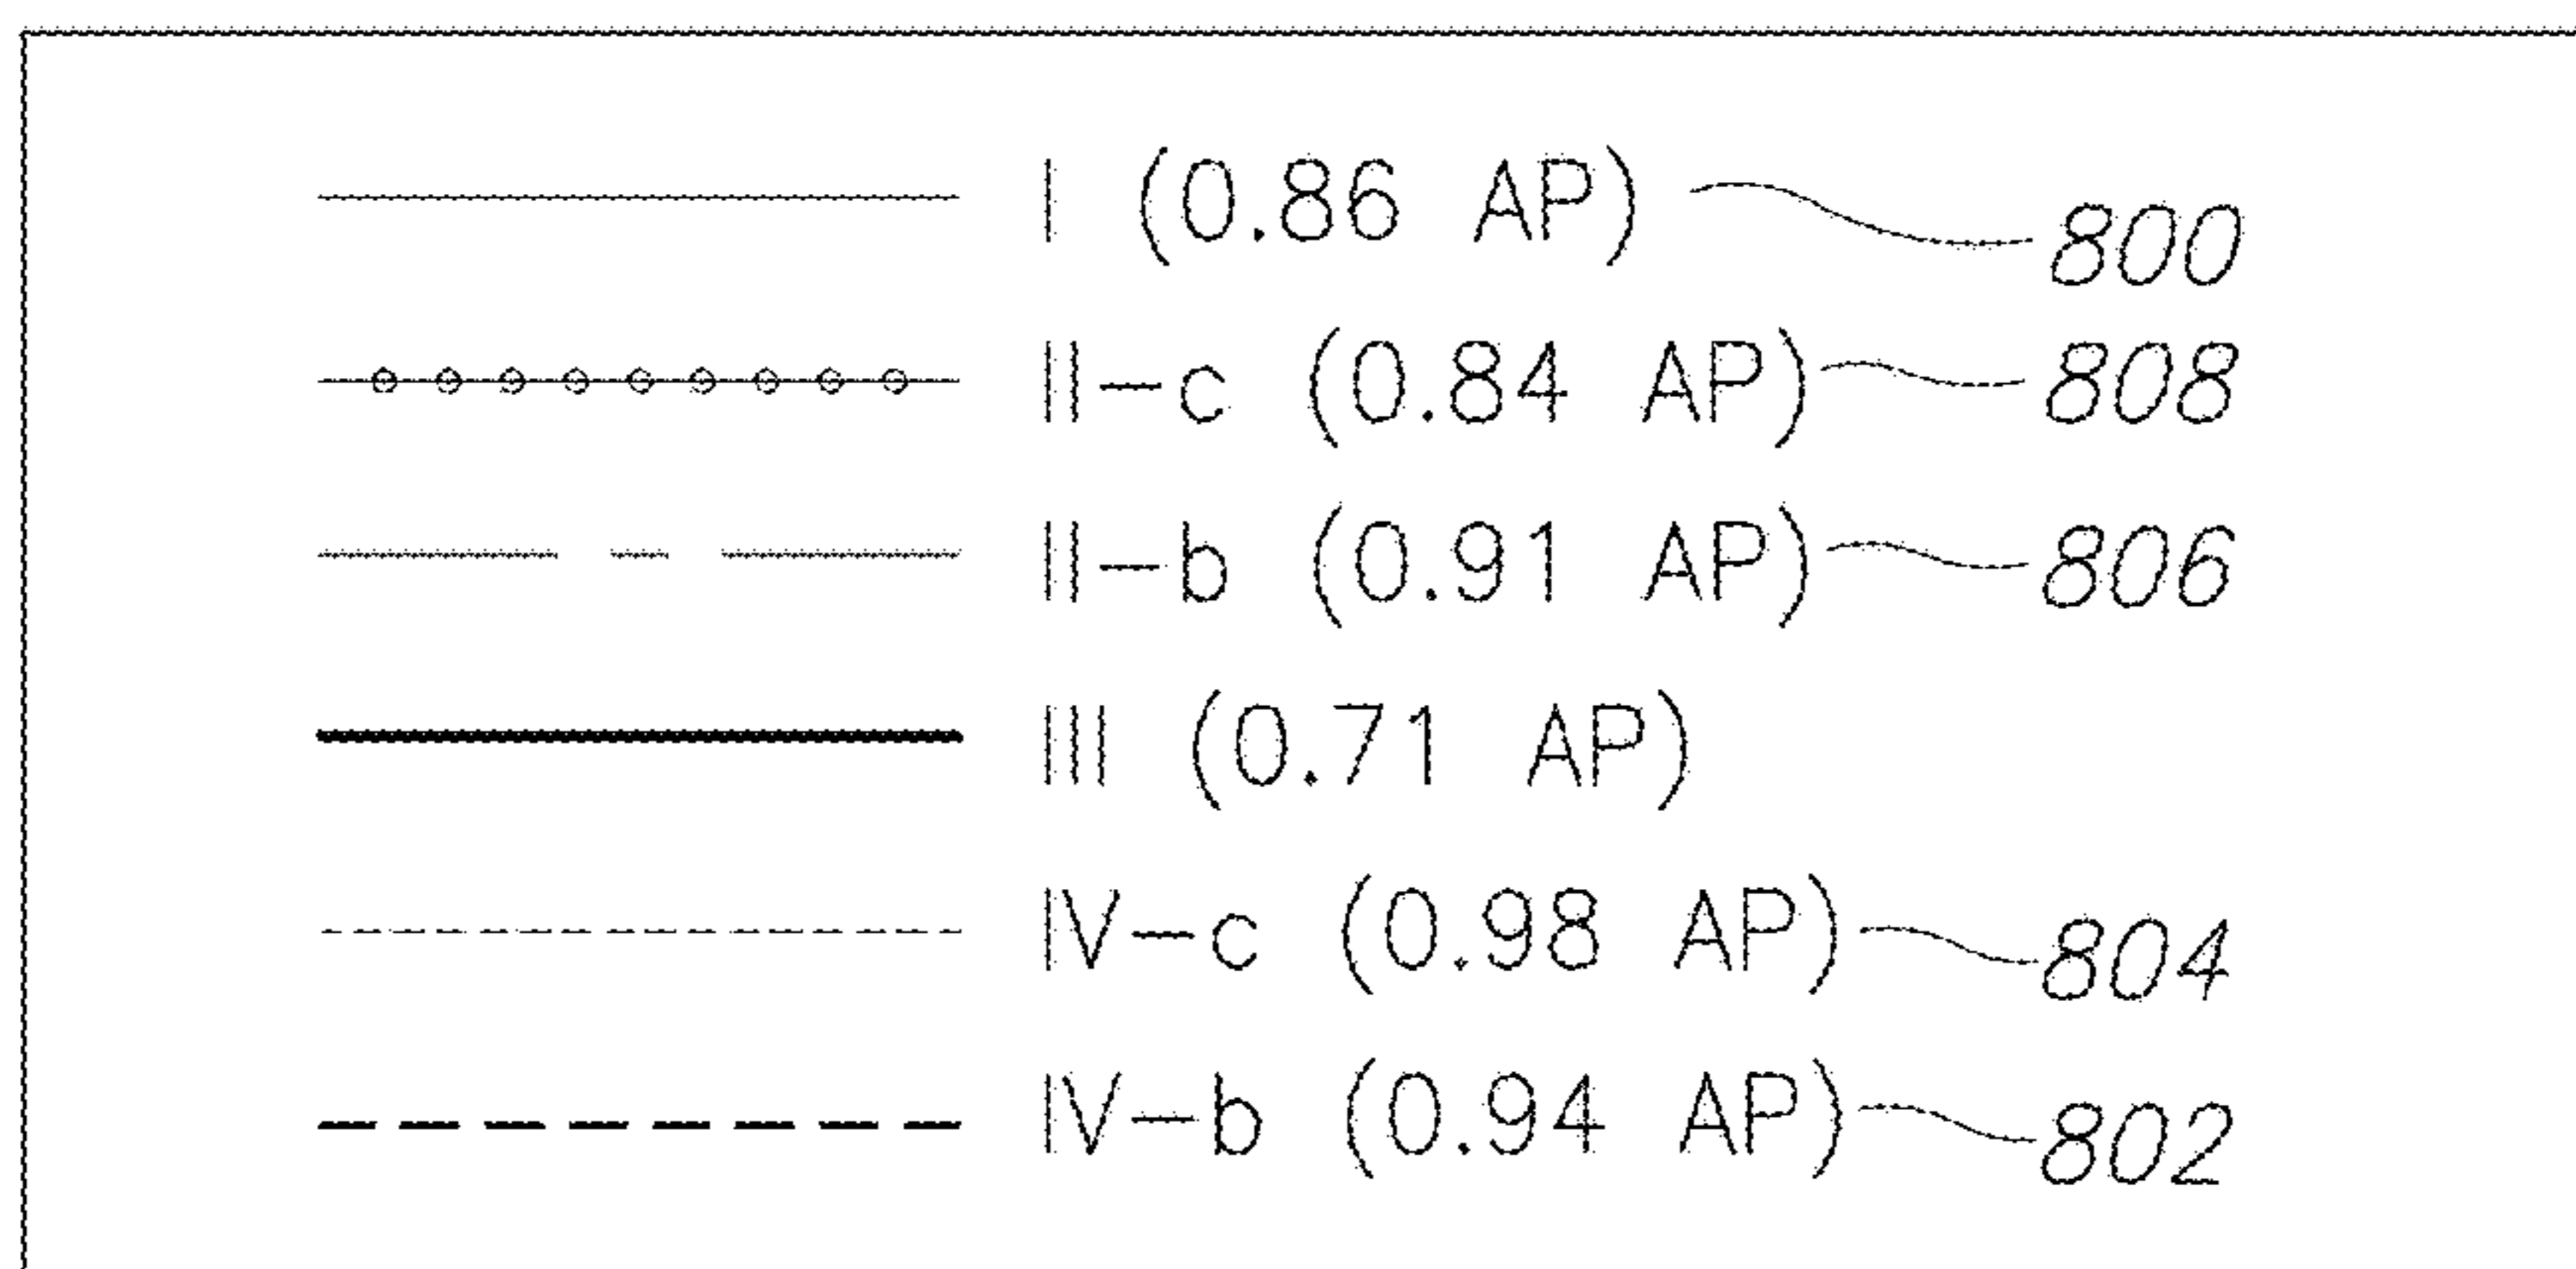 I (0.86 AP) 800
II-c (0.84 AP) 808
II-b (0.91 AP) 806
III (0.71 AP)
IV-c (0.98 AP) 804
IV-b (0.94 AP) 802